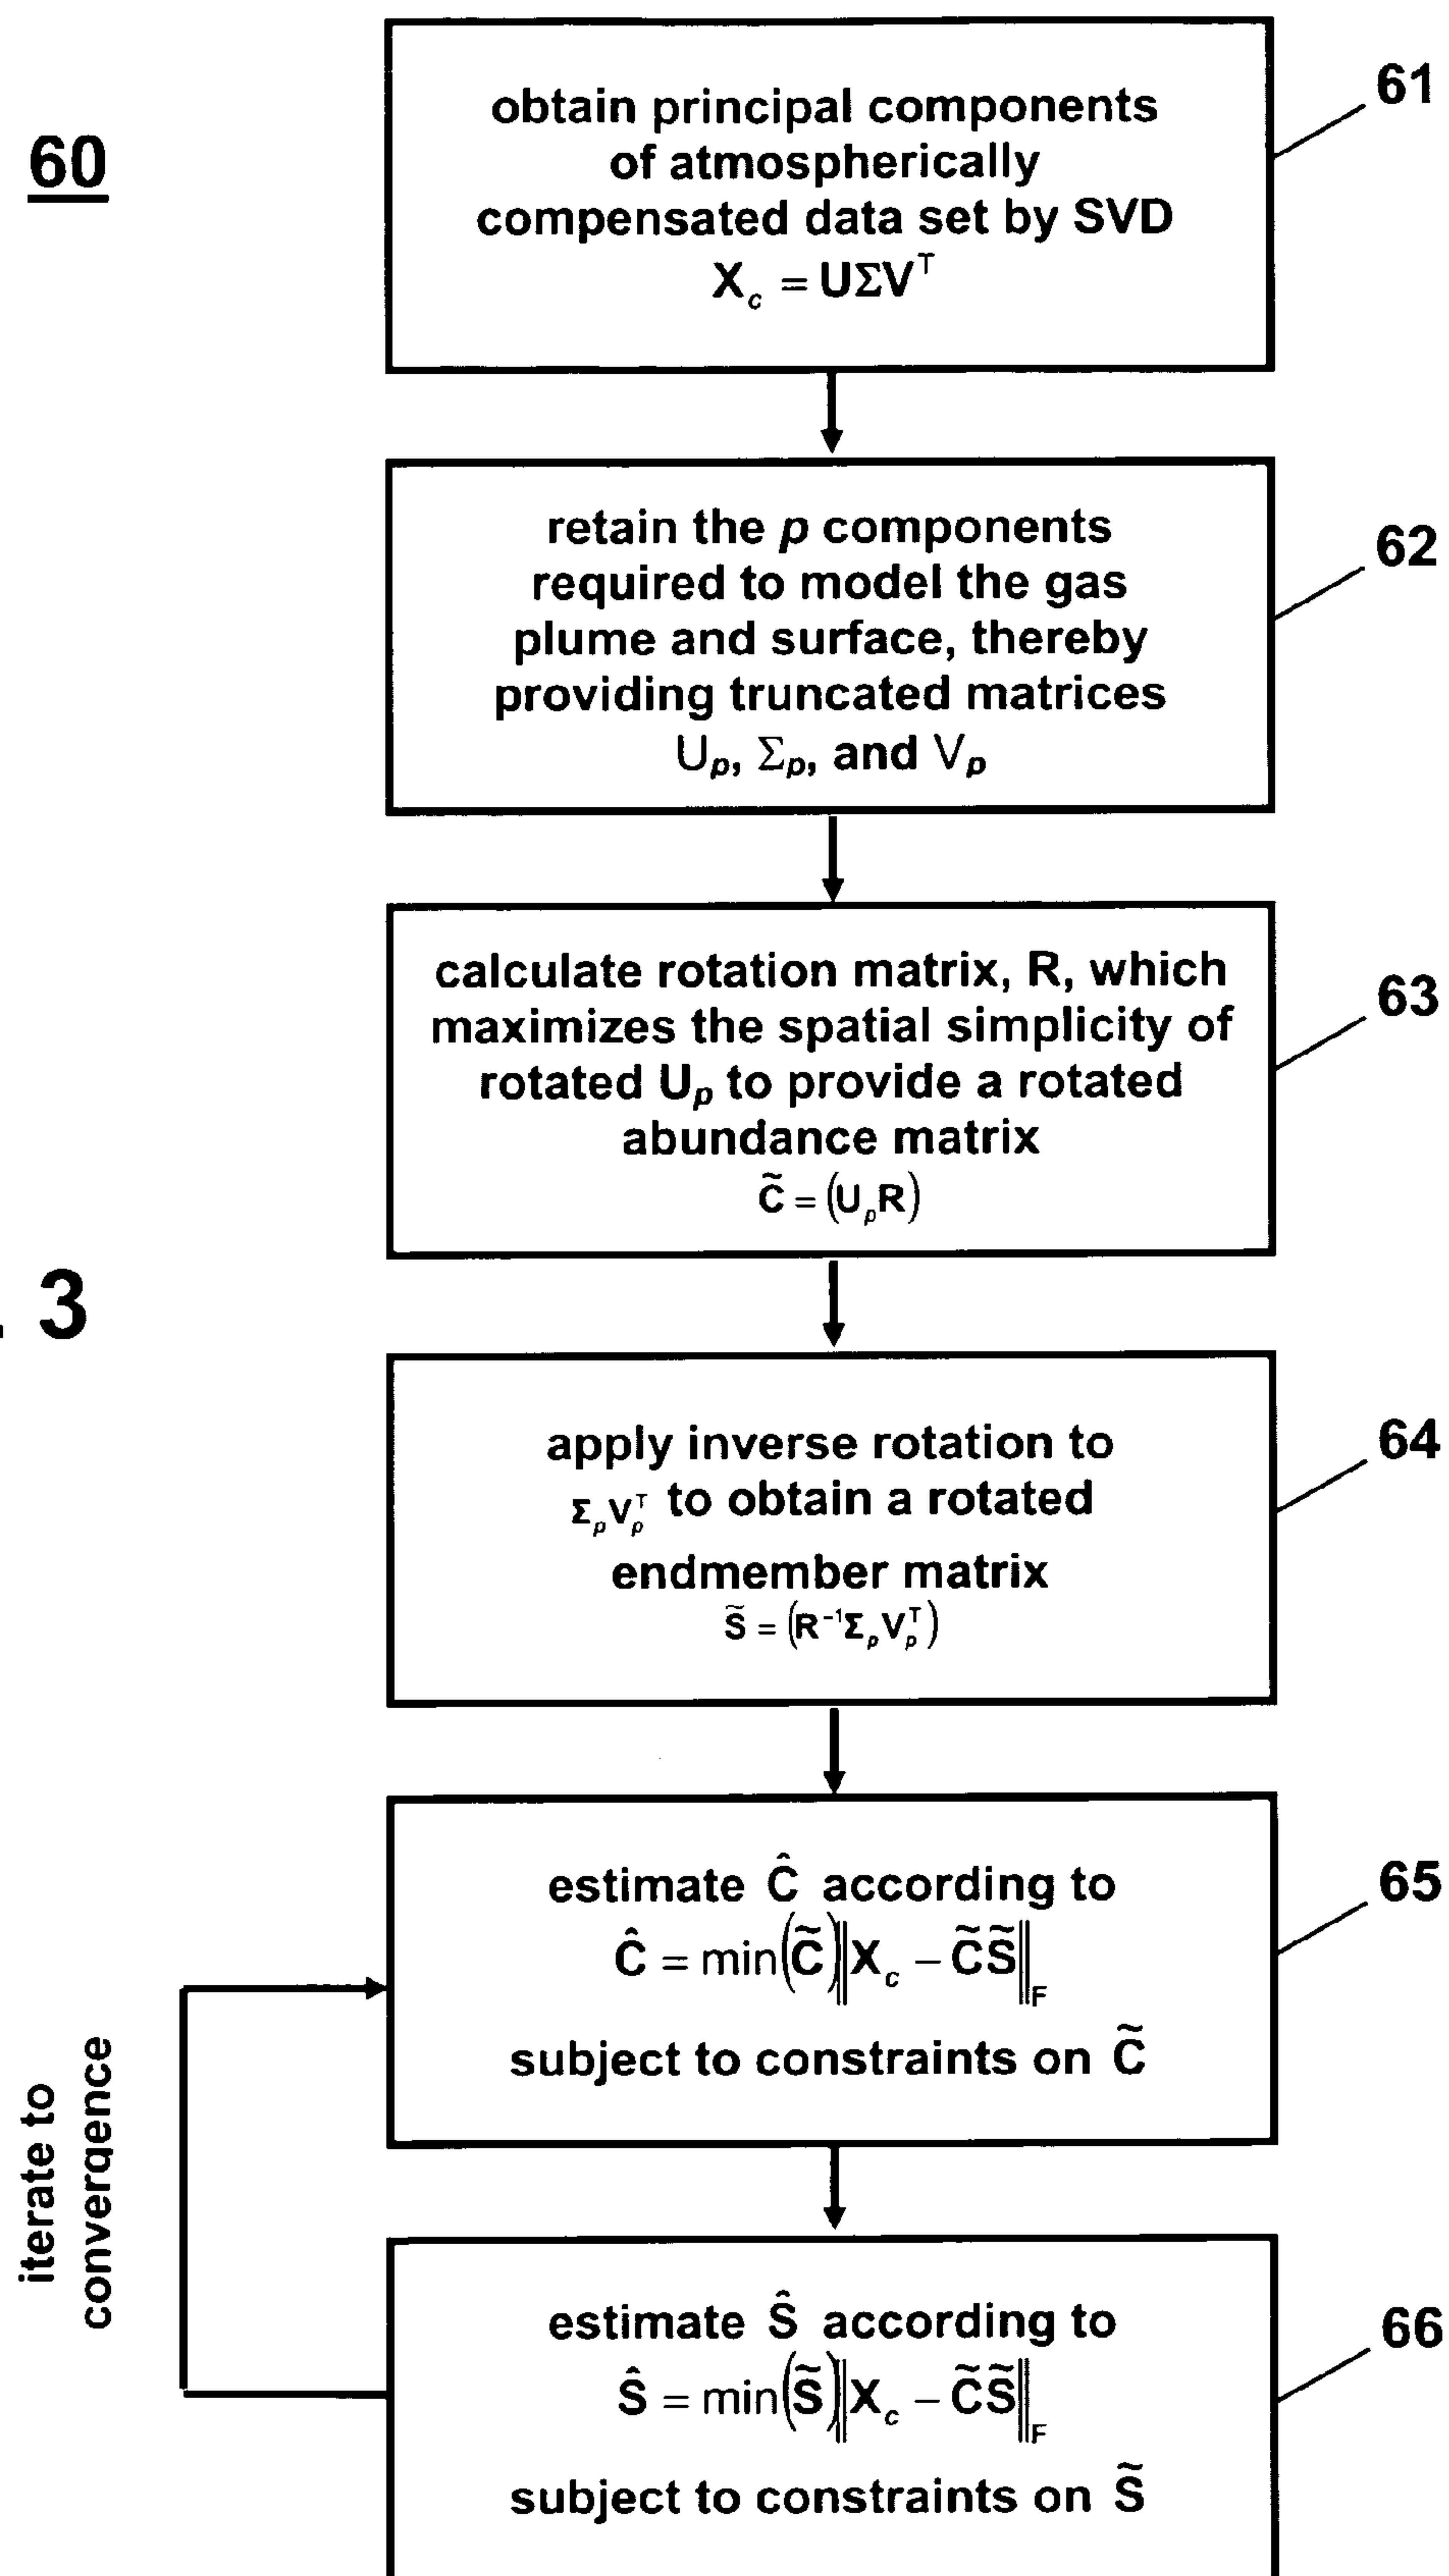 60
obtain principal components
of atmospherically
compensated data set by SVD
X_c = UΣV^T
61
retain the p components
required to model the gas
plume and surface, thereby
providing truncated matrices
U_p, Σ_p, and V_p
62
calculate rotation matrix, R, which
maximizes the spatial simplicity of
rotated U_p to provide a rotated
abundance matrix
C̃ = (U_pR)
63
. 3
apply inverse rotation to
Σ_pV_p^T to obtain a rotated
endmember matrix
S̃ = (R^-1Σ_pV_p^T)
64
estimate Ĉ according to
Ĉ = min(C̃)||X_c – C̃S̃||_F
subject to constraints on C̃
65
iterate to
convergence
estimate Ŝ according to
Ŝ = min(S̃)||X_c – C̃S̃||_F
subject to constraints on S̃
66